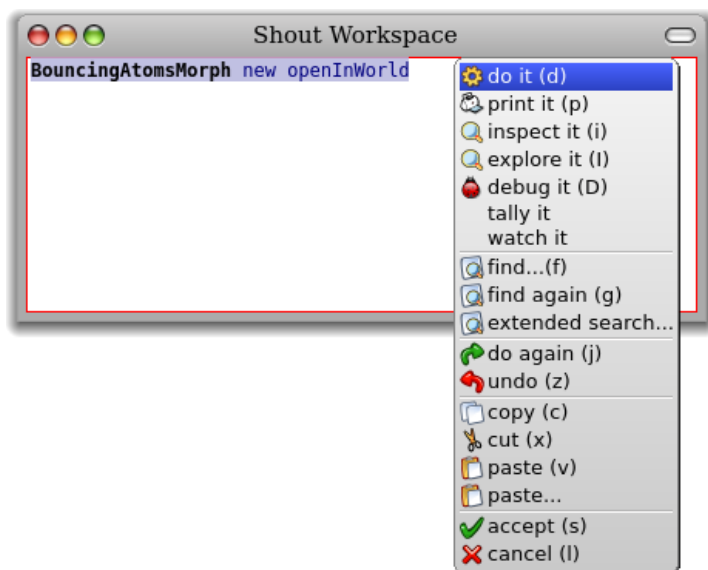 Shout Workspace
BouncingAtomsMorph new openInWorld
do it (d)
print it (p)
inspect it (i)
explore it (I)
debug it (D)
tally it
watch it
find...(f)
find again (g)
extended search...
do again (j)
undo (z)
copy (c)
cut (x)
paste (v)
paste...
accept (s)
cancel (l)